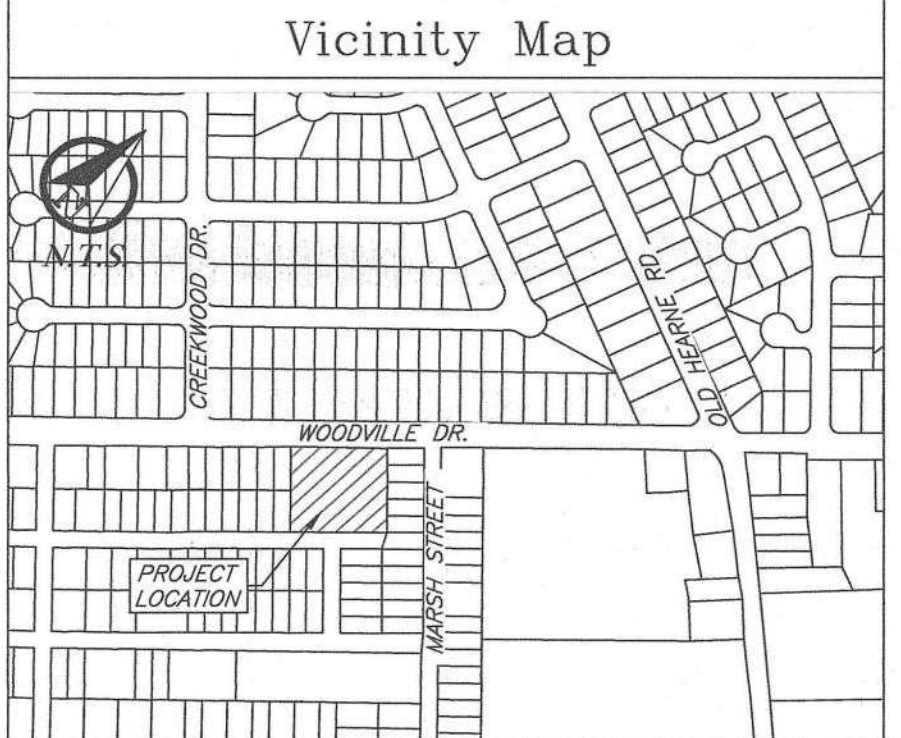 Vicinity Map
N.T.S.
CREEKWOOD DR.
OLD HEARNE RD
WOODVILLE DR.
MARSH STREET
PROJECT
LOCATION